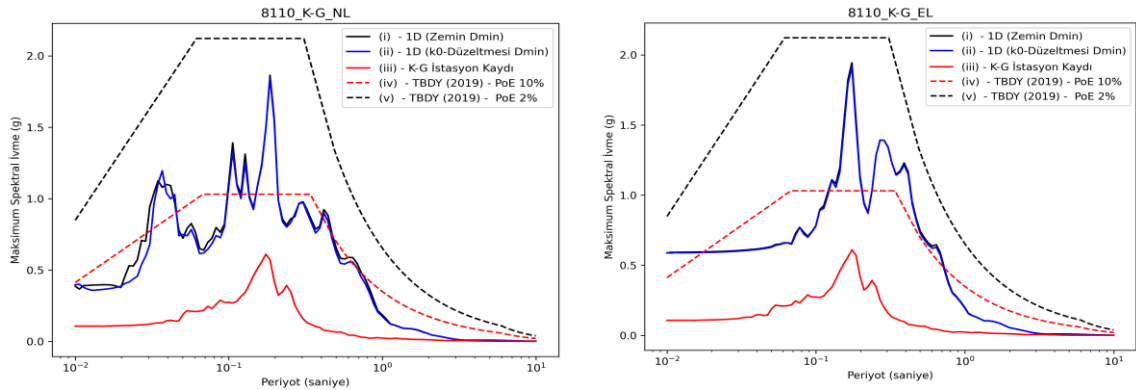 8110_K-G_NL
(i) - 1D (Zemin Dmin)
(ii) - 1D (k0-Düzeltmesi Dmin)
(iii) - K-G İstasyon Kaydı
(iv) - TBDY (2019) - PoE 10%
(v) - TBDY (2019) - PoE 2%
Maksimum Spektral İvme (g)
2.0
1.5
1.0
0.5
0.0
10⁻²
10⁻¹
10⁰
10¹
Periyot (saniye)
8110_K-G_EL
(i) - 1D (Zemin Dmin)
(ii) - 1D (k0-Düzeltmesi Dmin)
(iii) - K-G İstasyon Kaydı
(iv) - TBDY (2019) - PoE 10%
(v) - TBDY (2019) - PoE 2%
Maksimum Spektral İvme (g)
2.0
1.5
1.0
0.5
0.0
10⁻²
10⁻¹
10⁰
10¹
Periyot (saniye)